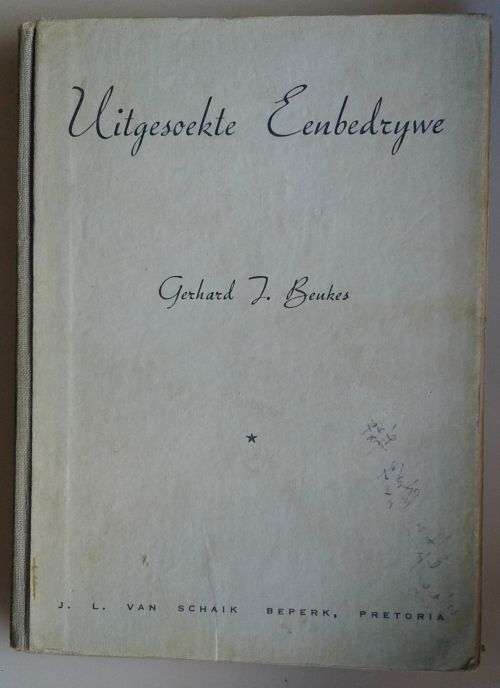 Uitgesoekte Eenbedrywe
Gerhard J. Beukes
J. L. VAN SCHAIK BEPERK, PRETORIA